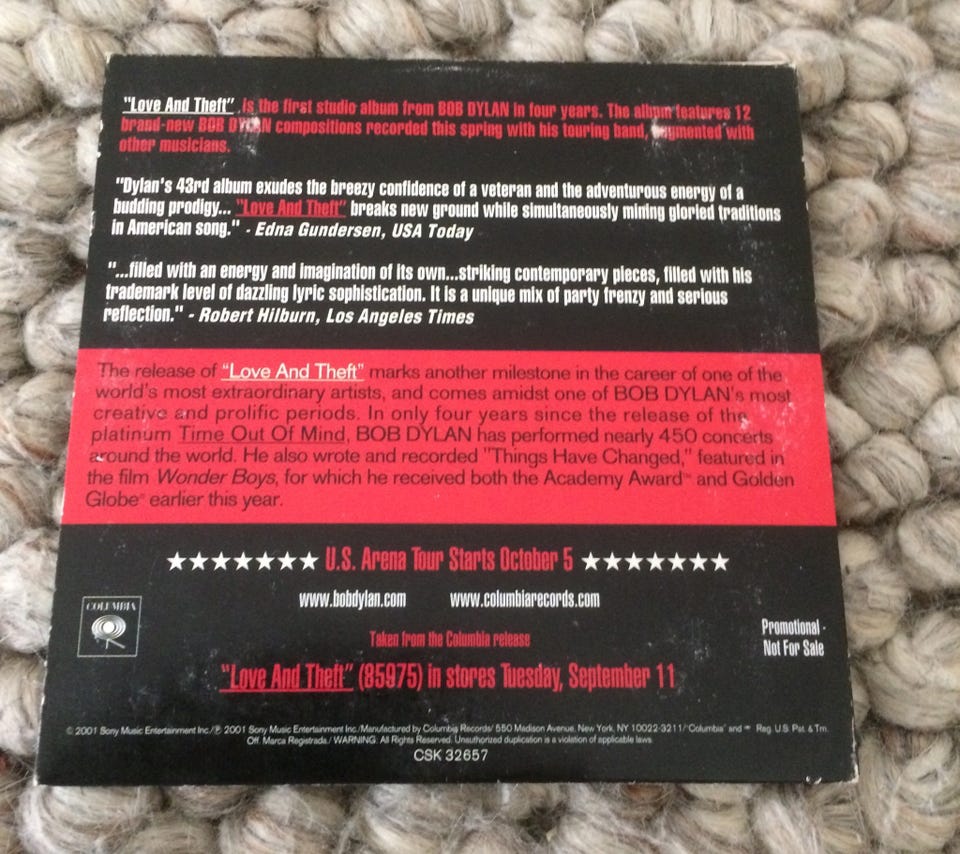 "Love And Theft" is the first studio album from BOB DYLAN in four years. The album features 12
brand-new BOB DYLAN compositions recorded this spring with his touring band, augmented with
other musicians.
"Dylan's 43rd album exudes the breezy confidence of a veteran and the adventurous energy of a
budding prodigy... "Love And Theft" breaks new ground while simultaneously mining gloried traditions
in American song." - Edna Gundersen, USA Today
"...filled with an energy and imagination of its own...striking contemporary pieces, filled with his
trademark level of dazzling lyric sophistication. It is a unique mix of party frenzy and serious
reflection." - Robert Hilburn, Los Angeles Times
The release of "Love And Theft" marks another milestone in the career of one of the
world's most extraordinary artists, and comes amidst one of BOB DYLAN's most
creative and prolific periods. In only four years since the release of the
platinum Time Out Of Mind, BOB DYLAN has performed nearly 450 concerts
around the world. He also wrote and recorded "Things Have Changed," featured in
the film Wonder Boys, for which he received both the Academy Award™ and Golden
Globe® earlier this year.
★★★★★★★ U.S. Arena Tour Starts October 5 ★★★★★★★
www.bobdylan.com www.columbiarecords.com
COLUMBIA
Promotional -
Not For Sale
Taken from the Columbia release
"Love And Theft" (85975) in stores Tuesday, September 11
© 2001 Sony Music Entertainment Inc./℗ 2001 Sony Music Entertainment Inc./Manufactured by Columbia Records/ 550 Madison Avenue, New York, NY 10022-3211/"Columbia" and Reg. U.S. Pat. & Tm.
Off. Marca Registrada./ WARNING: All Rights Reserved. Unauthorized duplication is a violation of applicable laws.
CSK 32657